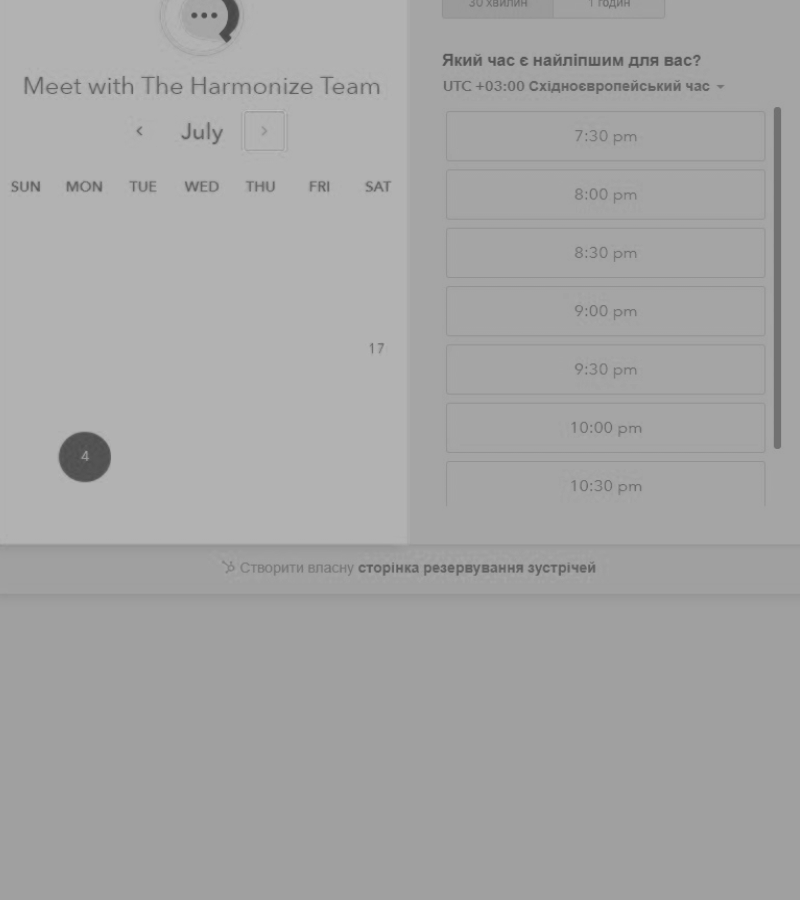 Meet with The Harmonize Team
July
SUN MON TUE WED THU FRI SAT
17
4
30 хвилин 1 годин
Який час є найліпшим для вас?
UTC +03:00 Східноєвропейський час
7:30 pm
8:00 pm
8:30 pm
9:00 pm
9:30 pm
10:00 pm
10:30 pm
Створити власну сторінка резервування зустрічей